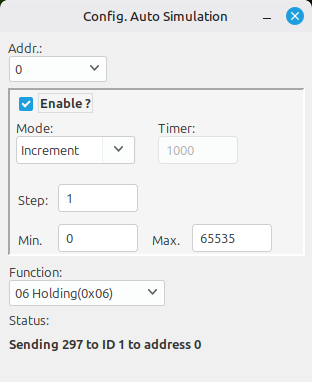 Config. Auto Simulation
Addr.:
0
Enable ?
Mode: Timer:
Increment 1000
Step: 1
Min. 0 Max. 65535
Function:
06 Holding(0x06)
Status:
Sending 297 to ID 1 to address 0